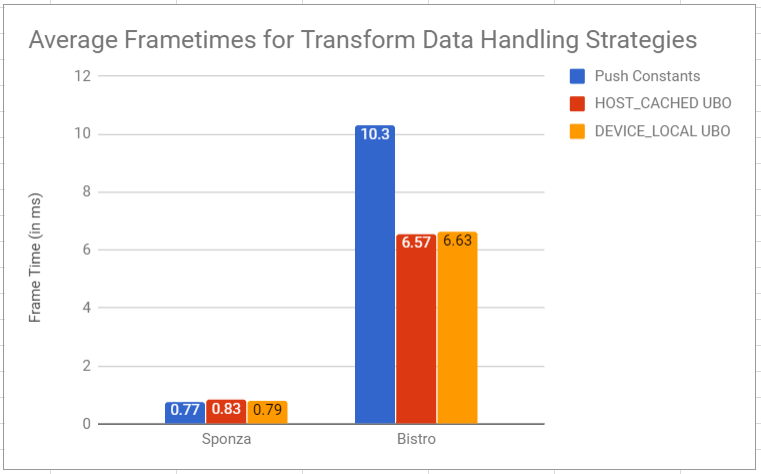 Average Frametimes for Transform Data Handling Strategies
Push Constants
HOST_CACHED UBO
DEVICE_LOCAL UBO
Frame Time (in ms)
12
10
8
6
4
2
0
10.3
6.57
6.63
0.77
0.83
0.79
Sponza
Bistro